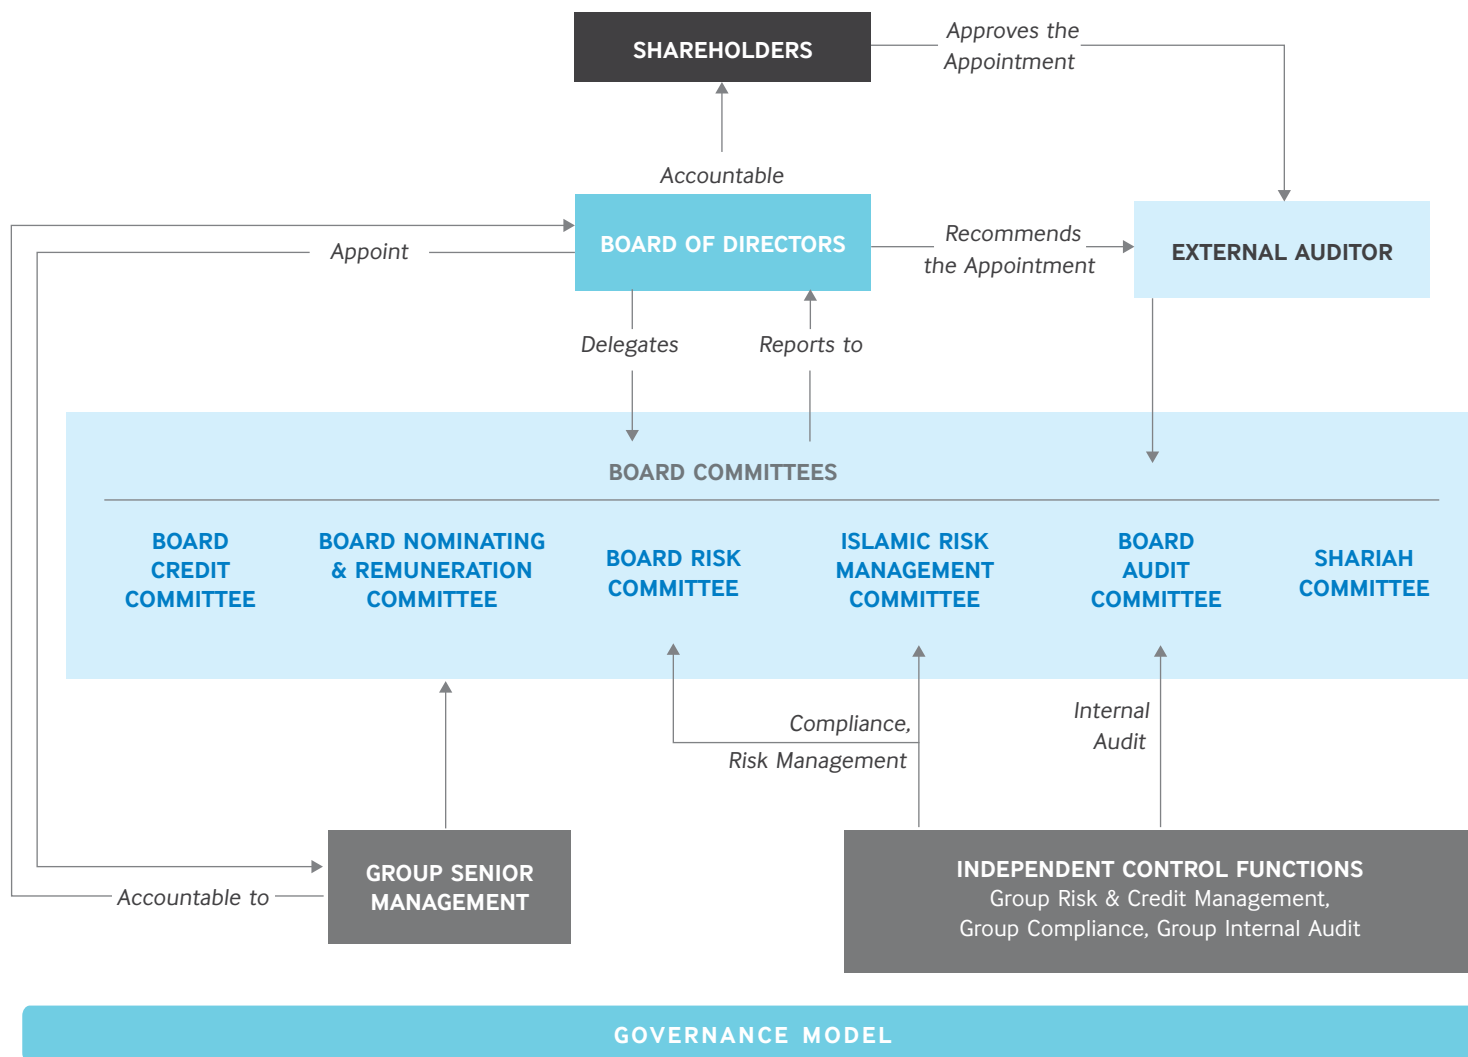 SHAREHOLDERS
Approves the
Appointment
Accountable
BOARD OF DIRECTORS
Recommends
the Appointment
EXTERNAL AUDITOR
Appoint
Delegates
Reports to
BOARD COMMITTEES
BOARD
CREDIT
COMMITTEE
BOARD NOMINATING
& REMUNERATION
COMMITTEE
BOARD RISK
COMMITTEE
ISLAMIC RISK
MANAGEMENT
COMMITTEE
BOARD
AUDIT
COMMITTEE
SHARIAH
COMMITTEE
Compliance,
Risk Management
Internal
Audit
GROUP SENIOR
MANAGEMENT
Accountable to
INDEPENDENT CONTROL FUNCTIONS
Group Risk & Credit Management,
Group Compliance, Group Internal Audit
GOVERNANCE MODEL